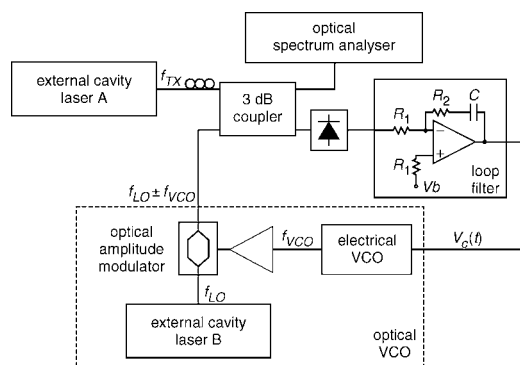 optical
spectrum analyser
external cavity
laser A
f_TX
3 dB
coupler
R_1
R_2
C
−
+
R_1
Vb
loop
filter
f_LO ± f_VCO
optical
amplitude
modulator
f_VCO
electrical
VCO
V_c(t)
f_LO
external cavity
laser B
optical
VCO